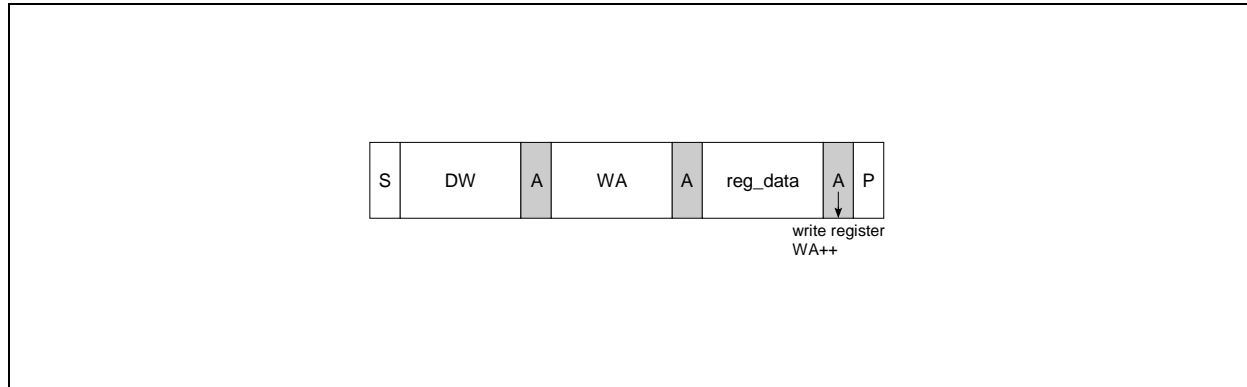 S DW A WA A reg_data A P
write register
WA++